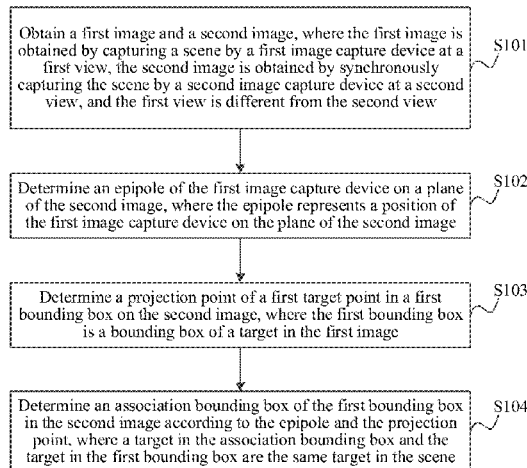 Obtain a first image and a second image, where the first image is
obtained by capturing a scene by a first image capture device at a
first view, the second image is obtained by synchronously
capturing the scene by a second image capture device at a second
view, and the first view is different from the second view
S101
Determine an epipole of the first image capture device on a plane
of the second image, where the epipole represents a position of
the first image capture device on the plane of the second image
S102
Determine a projection point of a first target point in a first
bounding box on the second image, where the first bounding box
is a bounding box of a target in the first image
S103
Determine an association bounding box of the first bounding box
in the second image according to the epipole and the projection
point, where a target in the association bounding box and the
target in the first bounding box are the same target in the scene
S104